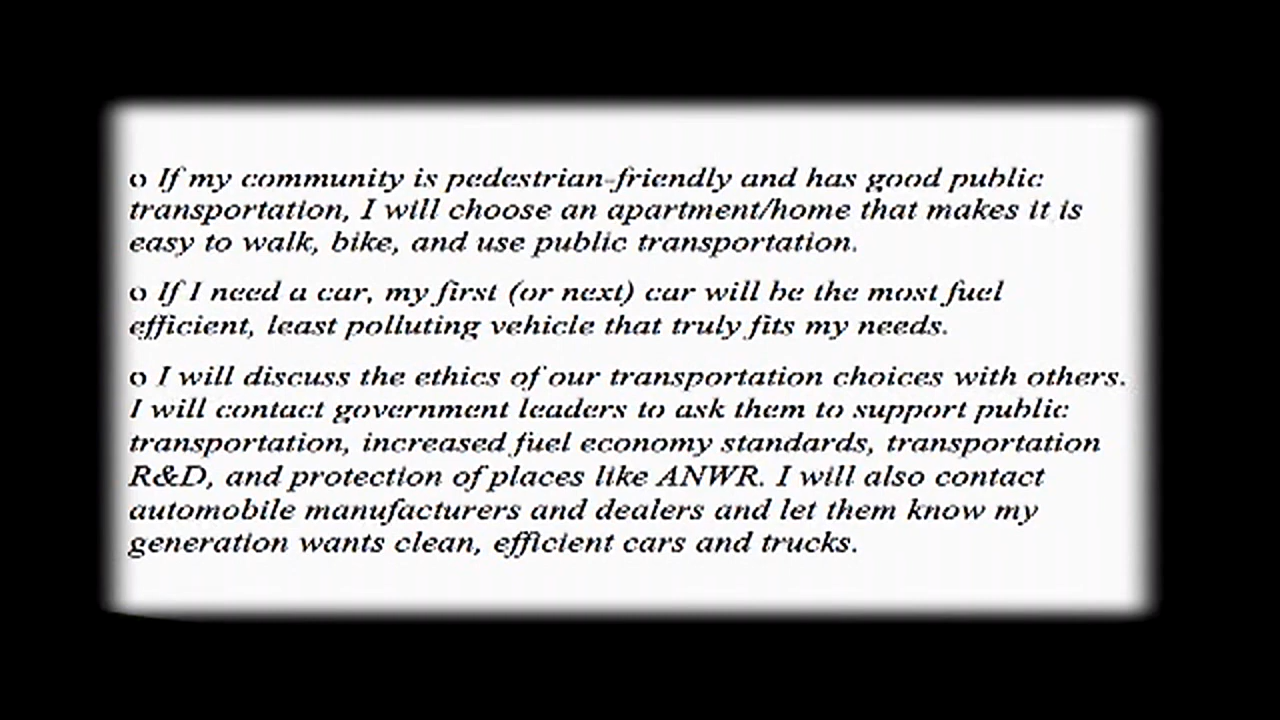 o If my community is pedestrian-friendly and has good public
transportation, I will choose an apartment/home that makes it is
easy to walk, bike, and use public transportation.
o If I need a car, my first (or next) car will be the most fuel
efficient, least polluting vehicle that truly fits my needs.
o I will discuss the ethics of our transportation choices with others.
I will contact government leaders to ask them to support public
transportation, increased fuel economy standards, transportation
R&D, and protection of places like ANWR. I will also contact
automobile manufacturers and dealers and let them know my
generation wants clean, efficient cars and trucks.